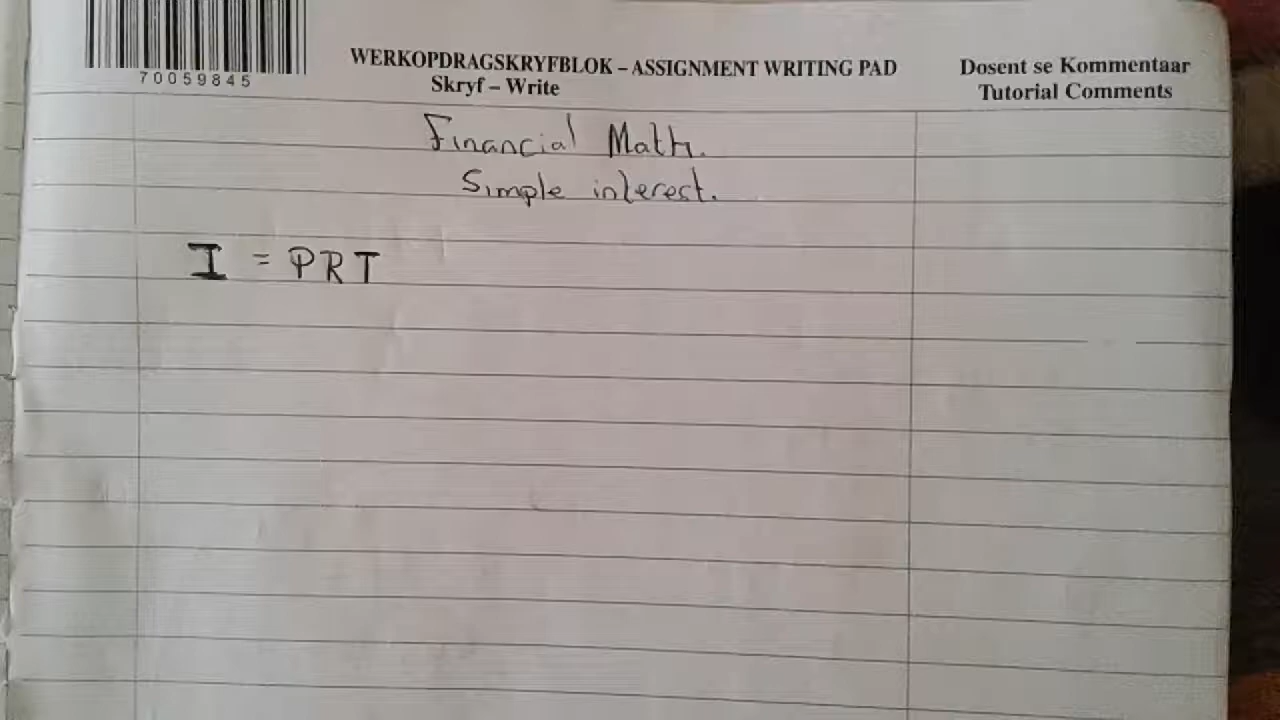 70059845
WERKOPDRAGSKRYFBLOK – ASSIGNMENT WRITING PAD
Skryf – Write
Dosent se Kommentaar
Tutorial Comments
Financial Math.
Simple interest.
I = PRT